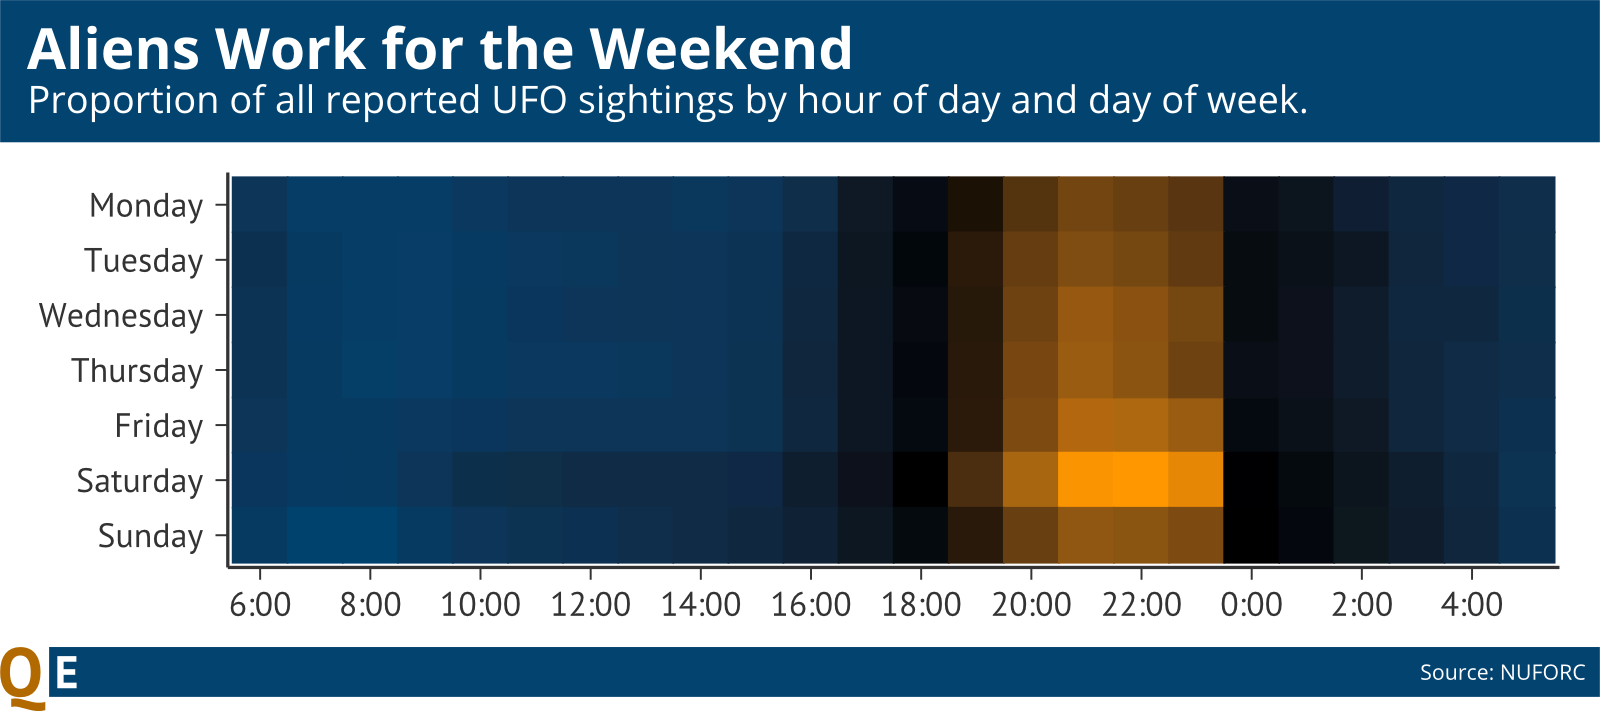 Aliens Work for the Weekend
Proportion of all reported UFO sightings by hour of day and day of week.
Monday
Tuesday
Wednesday
Thursday
Friday
Saturday
Sunday
6:00 8:00 10:00 12:00 14:00 16:00 18:00 20:00 22:00 0:00 2:00 4:00
QE Source: NUFORC